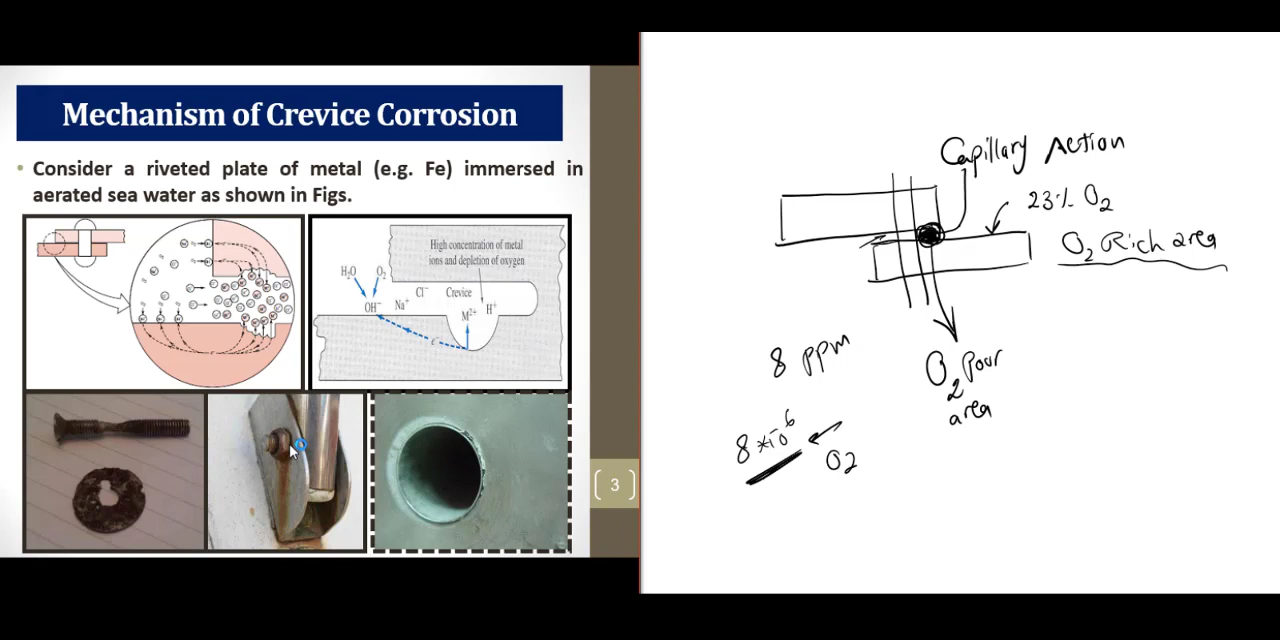 Mechanism of Crevice Corrosion
• Consider a riveted plate of metal (e.g. Fe) immersed in
aerated sea water as shown in Figs.
High concentration of metal
ions and depletion of oxygen
H₂O O₂
Cl⁻ Crevice
OH⁻ Na⁺ M²⁺ H⁺
e⁻
3
Capillary Action
23% O₂
O₂ Rich area
8 ppm
O₂ Pour
area
8 × 10⁻⁶
O₂